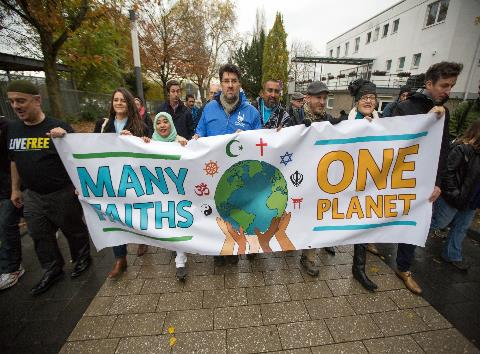 LIVEFREE
MANY
FAITHS
ONE
PLANET